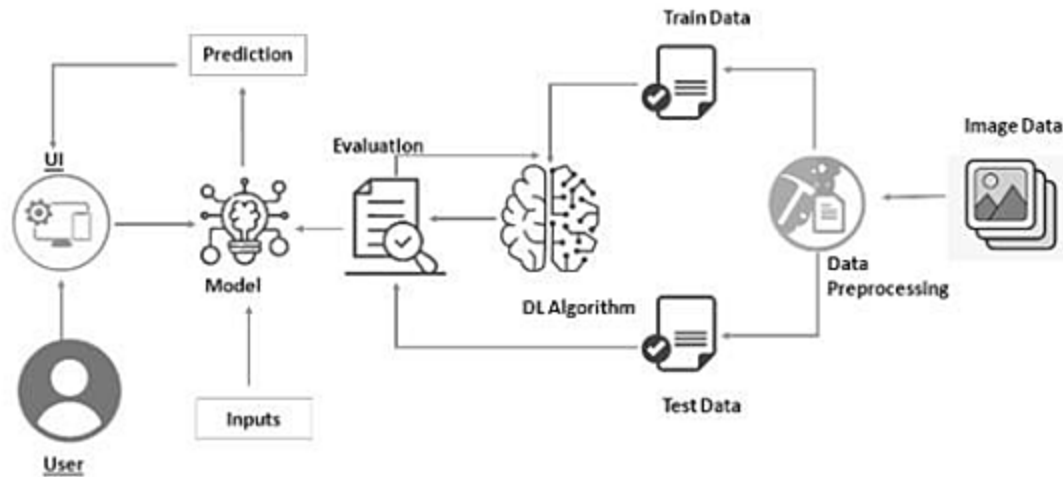 Train Data
Prediction
Image Data
Evaluation
UI
Model
Data
Preprocessing
DL Algorithm
Inputs
Test Data
User